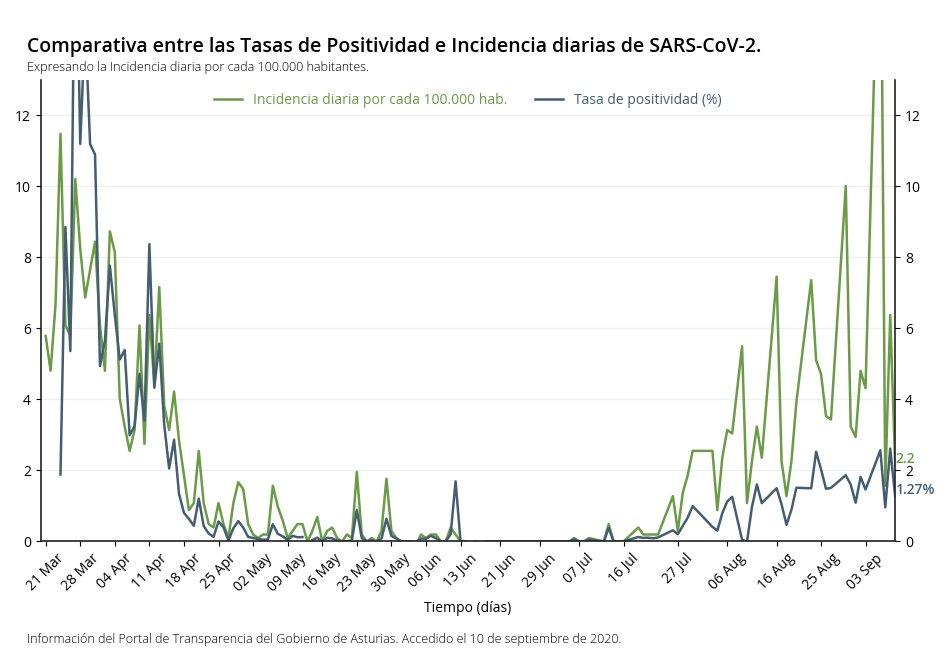 Comparativa entre las Tasas de Positividad e Incidencia diarias de SARS-CoV-2.
Expresando la Incidencia diaria por cada 100.000 habitantes.
Incidencia diaria por cada 100.000 hab. Tasa de positividad (%)
12 12
10 10
8 8
6 6
4 4
2.2
2 2
1.27%
0 0
21 Mar 28 Mar 04 Apr 11 Apr 18 Apr 25 Apr 02 May 09 May 16 May 23 May 30 May 06 Jun 13 Jun 21 Jun 29 Jun 07 Jul 16 Jul 27 Jul 06 Aug 16 Aug 25 Aug 03 Sep
Tiempo (días)
Información del Portal de Transparencia del Gobierno de Asturias. Accedido el 10 de septiembre de 2020.